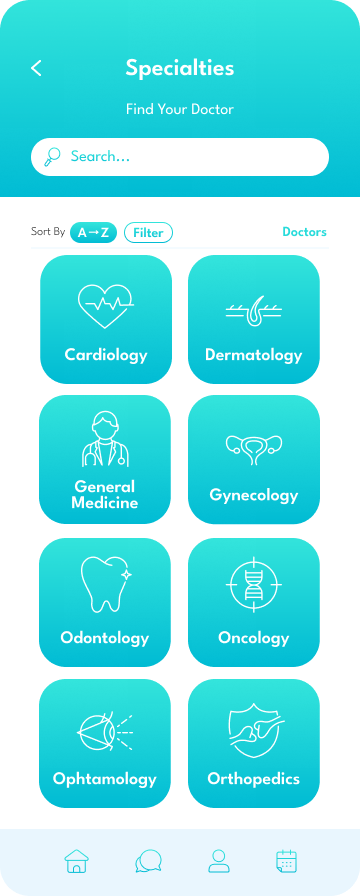 Specialties
Find Your Doctor
Search...
Sort By A→Z Filter Doctors
Cardiology
Dermatology
General
Medicine
Gynecology
Odontology
Oncology
Ophtamology
Orthopedics